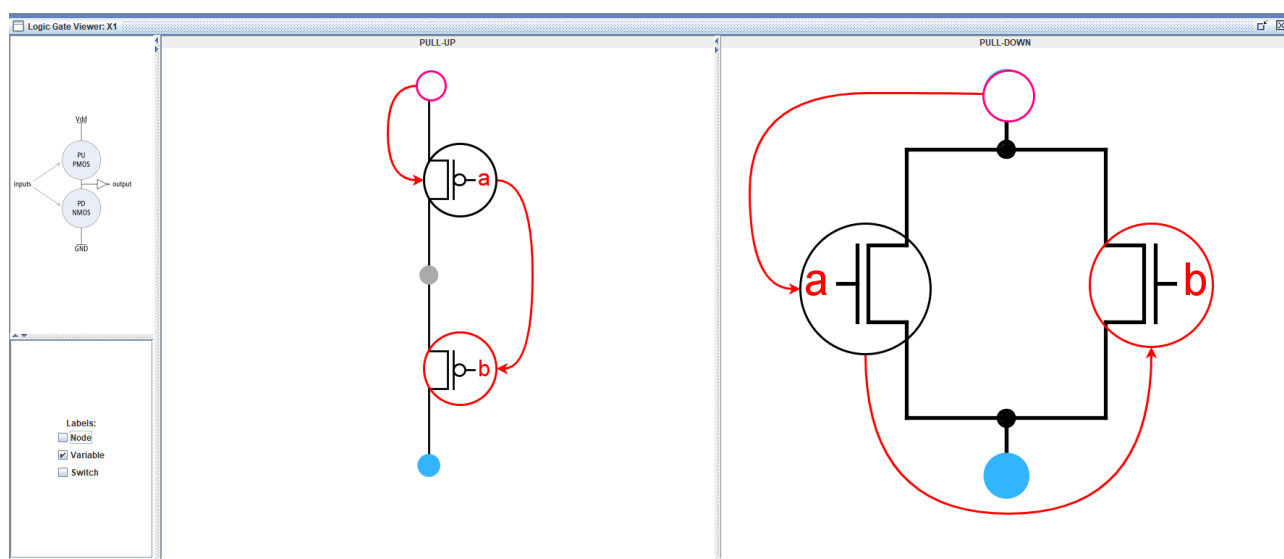 Logic Gate Viewer: X1
PULL-UP
PULL-DOWN
Vdd
PU
PMOS
inputs
output
PD
NMOS
GND
a
b
a
b
Labels:
Node
Variable
Switch